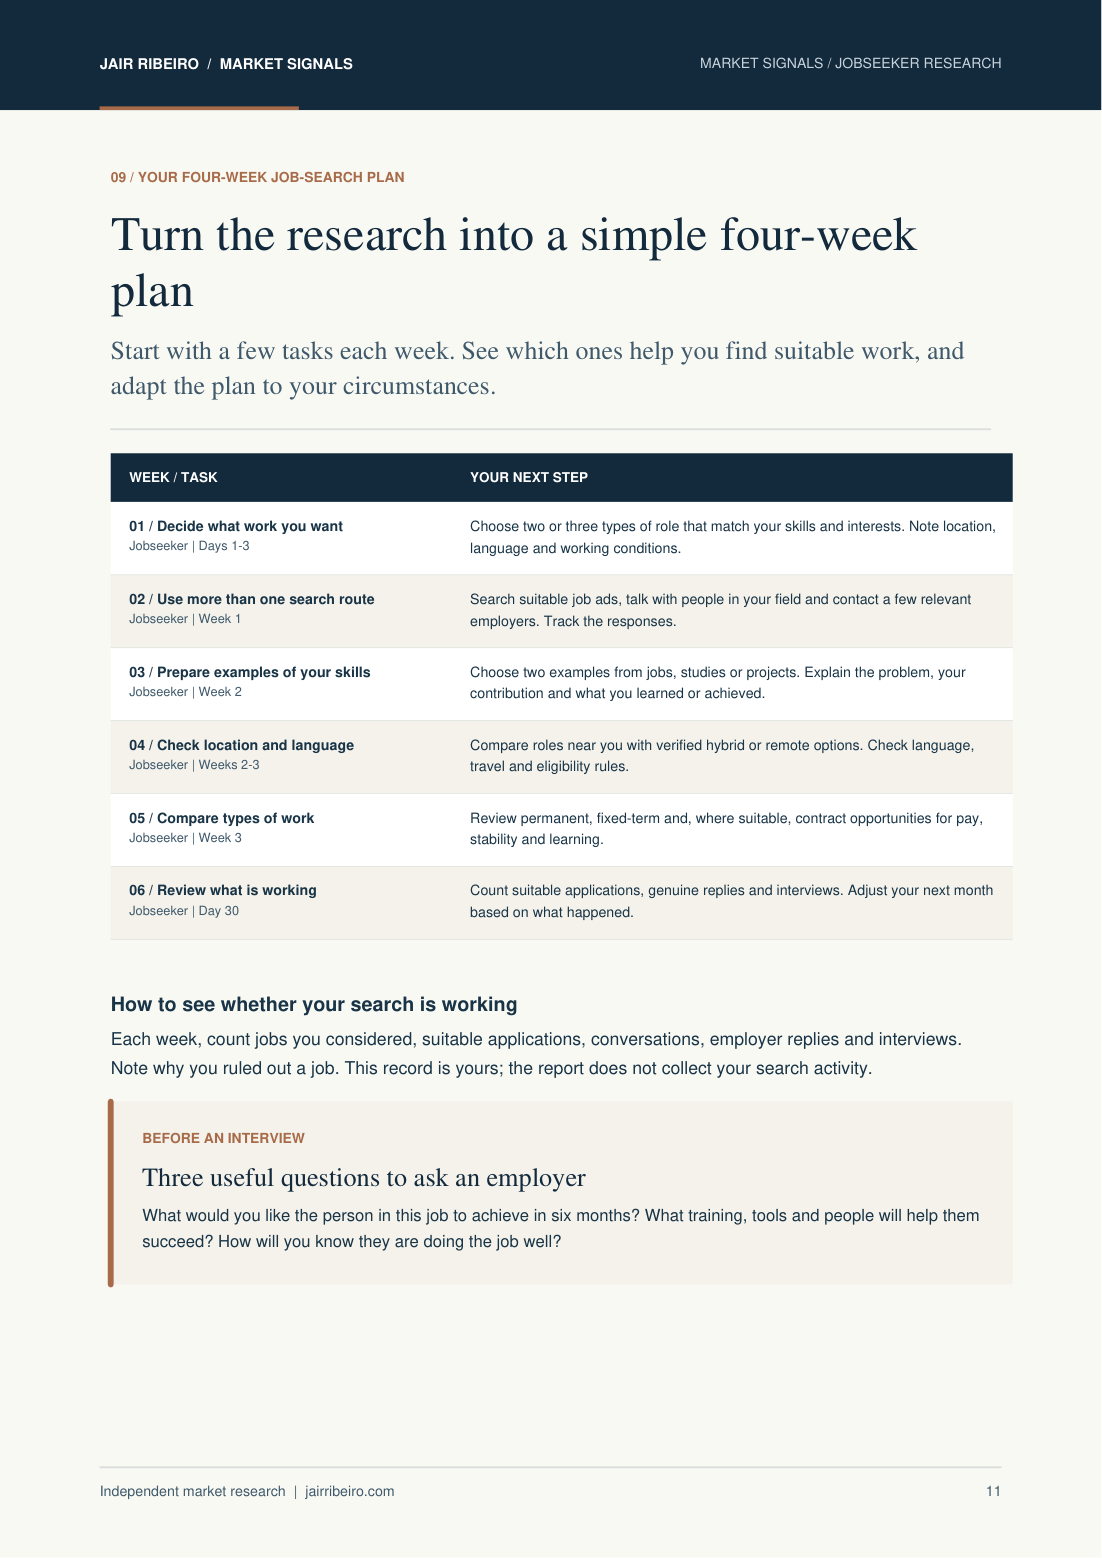 JAIR RIBEIRO / MARKET SIGNALS
MARKET SIGNALS / JOBSEEKER RESEARCH
09 / YOUR FOUR-WEEK JOB-SEARCH PLAN
Turn the research into a simple four-week
plan
Start with a few tasks each week. See which ones help you find suitable work, and
adapt the plan to your circumstances.
WEEK / TASK
YOUR NEXT STEP
01 / Decide what work you want
Jobseeker | Days 1-3
Choose two or three types of role that match your skills and interests. Note location,
language and working conditions.
02 / Use more than one search route
Jobseeker | Week 1
Search suitable job ads, talk with people in your field and contact a few relevant
employers. Track the responses.
03 / Prepare examples of your skills
Jobseeker | Week 2
Choose two examples from jobs, studies or projects. Explain the problem, your
contribution and what you learned or achieved.
04 / Check location and language
Jobseeker | Weeks 2-3
Compare roles near you with verified hybrid or remote options. Check language,
travel and eligibility rules.
05 / Compare types of work
Jobseeker | Week 3
Review permanent, fixed-term and, where suitable, contract opportunities for pay,
stability and learning.
06 / Review what is working
Jobseeker | Day 30
Count suitable applications, genuine replies and interviews. Adjust your next month
based on what happened.
How to see whether your search is working
Each week, count jobs you considered, suitable applications, conversations, employer replies and interviews.
Note why you ruled out a job. This record is yours; the report does not collect your search activity.
BEFORE AN INTERVIEW
Three useful questions to ask an employer
What would you like the person in this job to achieve in six months? What training, tools and people will help them
succeed? How will you know they are doing the job well?
Independent market research | jairribeiro.com
11